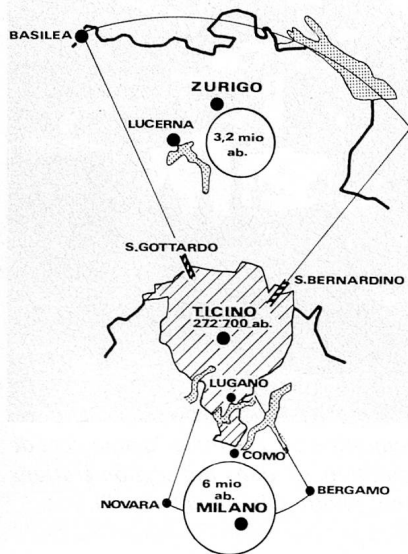 BASILEA
ZURIGO
LUCERNA
3,2 mio
ab.
S.GOTTARDO
S.BERNARDINO
TICINO
272'700 ab.
LUGANO
COMO
6 mio
ab.
NOVARA
MILANO
BERGAMO